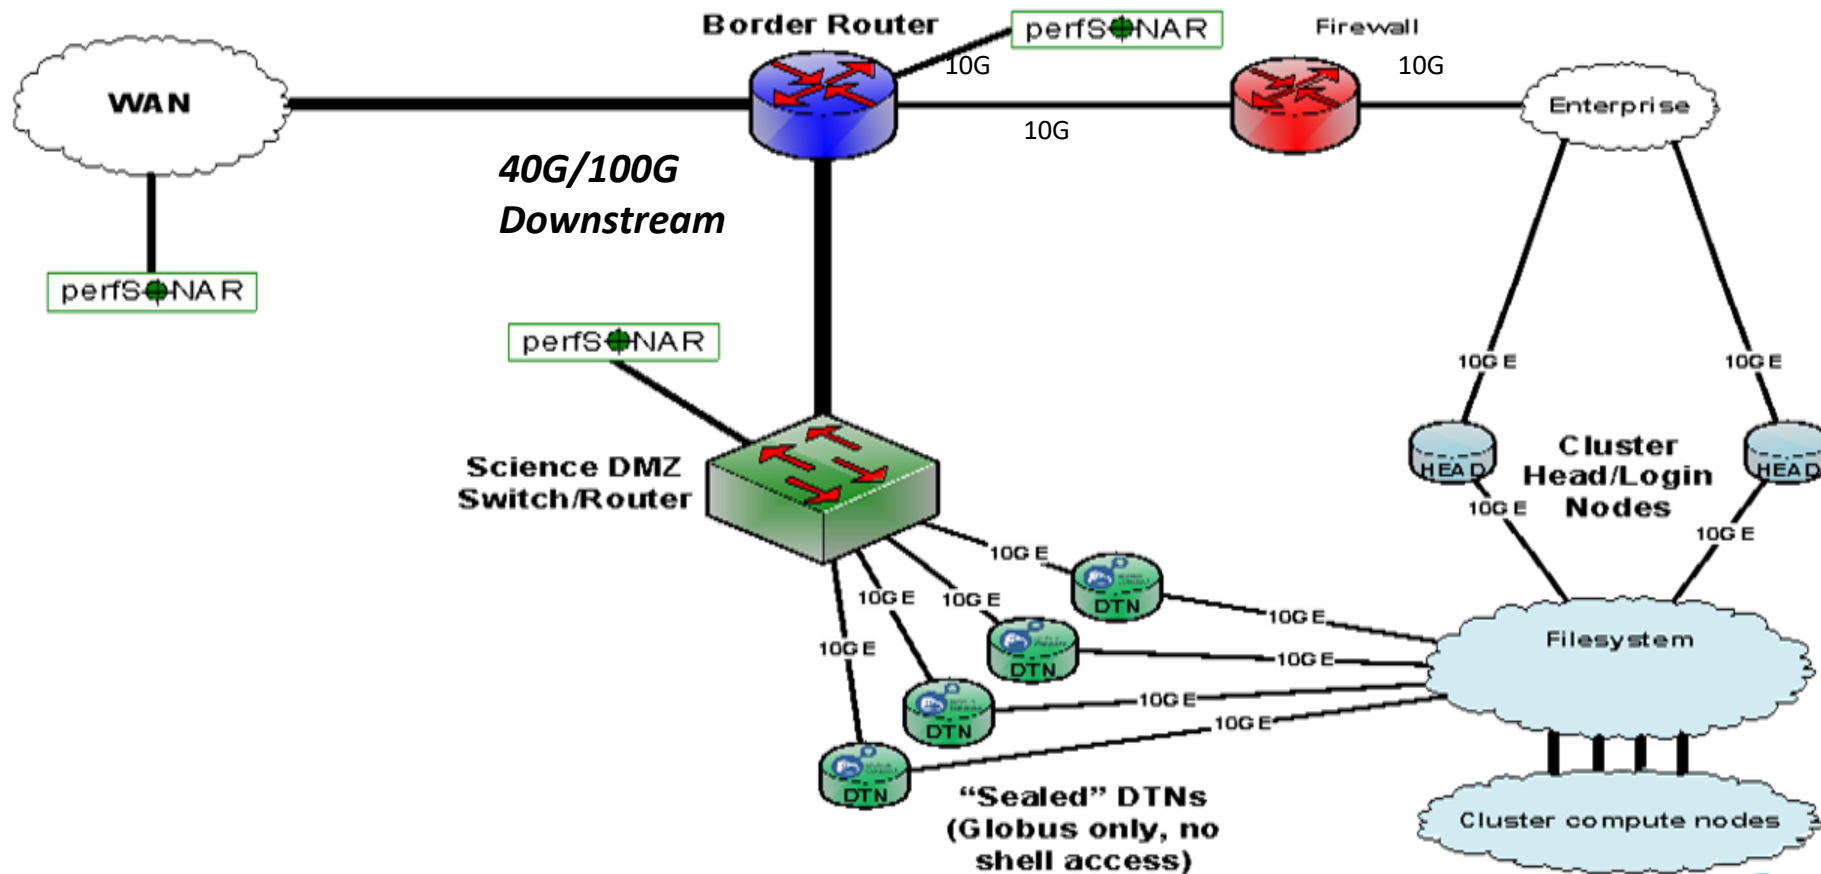 Border Router
perfSONAR
Firewall
10G
10G
WAN
Enterprise
10G
40G/100G
Downstream
perfSONAR
perfSONAR
10G E
10G E
Science DMZ
Switch/Router
HEAD
Cluster
Head/Login
Nodes
HEAD
10G E
10G E
10G E
10G E
10G E
10G E
DTN
10G E
Filesystem
DTN
10G E
DTN
10G E
10G E
DTN
“Sealed” DTNs
(Globus only, no
shell access)
Cluster compute nodes